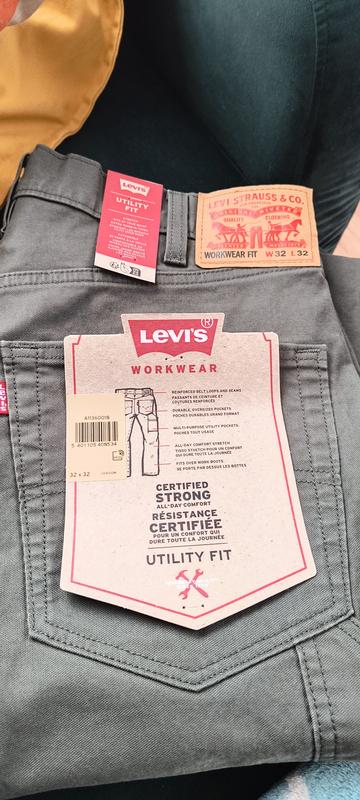 Levi's
UTILITY
FIT
LEVI STRAUSS & CO.
ORIGINAL RIVETED
QUALITY CLOTHING
WORKWEAR FIT W 32 L 32
LEVI'S®
WORKWEAR
REINFORCED BELT LOOPS AND SEAMS
PASSANTS DE CEINTURE ET
COUTURES RENFORCÉS
DURABLE, OVERSIZED POCKETS
POCHES DURABLES GRAND FORMAT
MULTI-PURPOSE UTILITY POCKETS
POCHES TOUT USAGE
ALL-DAY COMFORT STRETCH
TISSU STRETCH POUR UN CONFORT
QUI DURE TOUTE LA JOURNÉE
FITS OVER WORK BOOTS
SE PORTE PAR DESSUS LES BOTTES
A11360018
5 401105 408534
32 x 32
CERTIFIED
STRONG
ALL-DAY COMFORT
RÉSISTANCE
CERTIFIÉE
POUR UN CONFORT QUI
DURE TOUTE LA JOURNÉE
UTILITY FIT